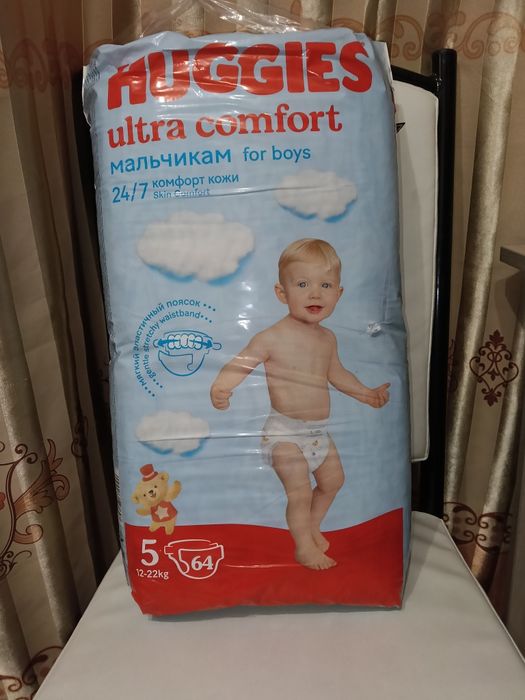 HUGGIES
ultra comfort
мальчикам for boys
24/7 комфорт кожи
Skin Comfort
мягкий эластичный поясок
gentle stretchy waistband
5
64
12-22kg